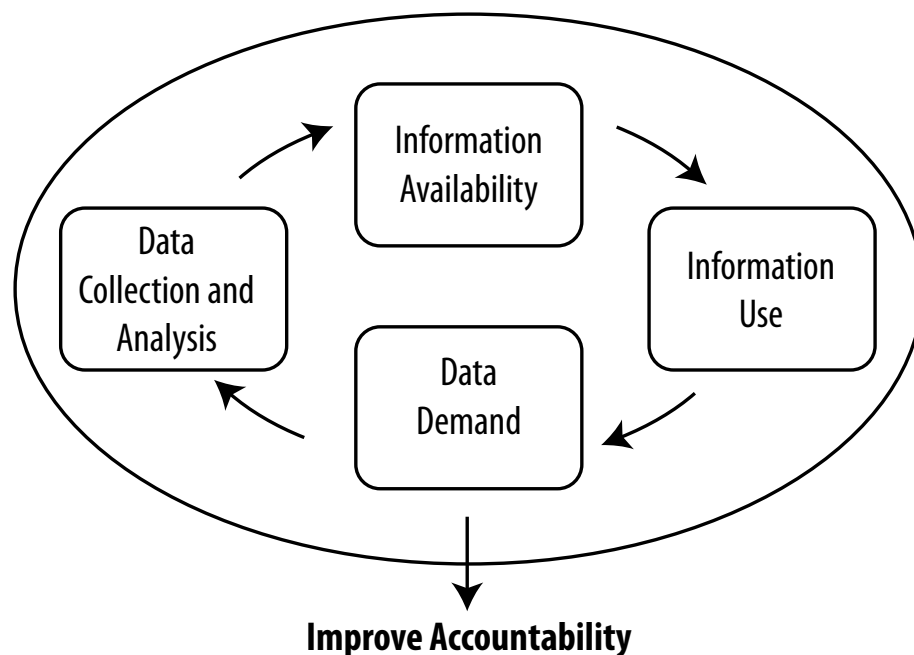 Information
Availability
Data
Collection and
Analysis
Information
Use
Data
Demand
Improve Accountability